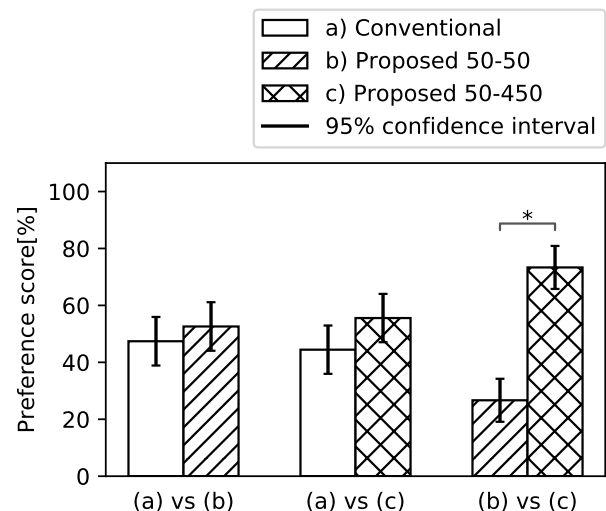 a) Conventional
b) Proposed 50-50
c) Proposed 50-450
95% confidence interval
Preference score[%]
100
80
60
40
20
0
*
(a) vs (b)
(a) vs (c)
(b) vs (c)